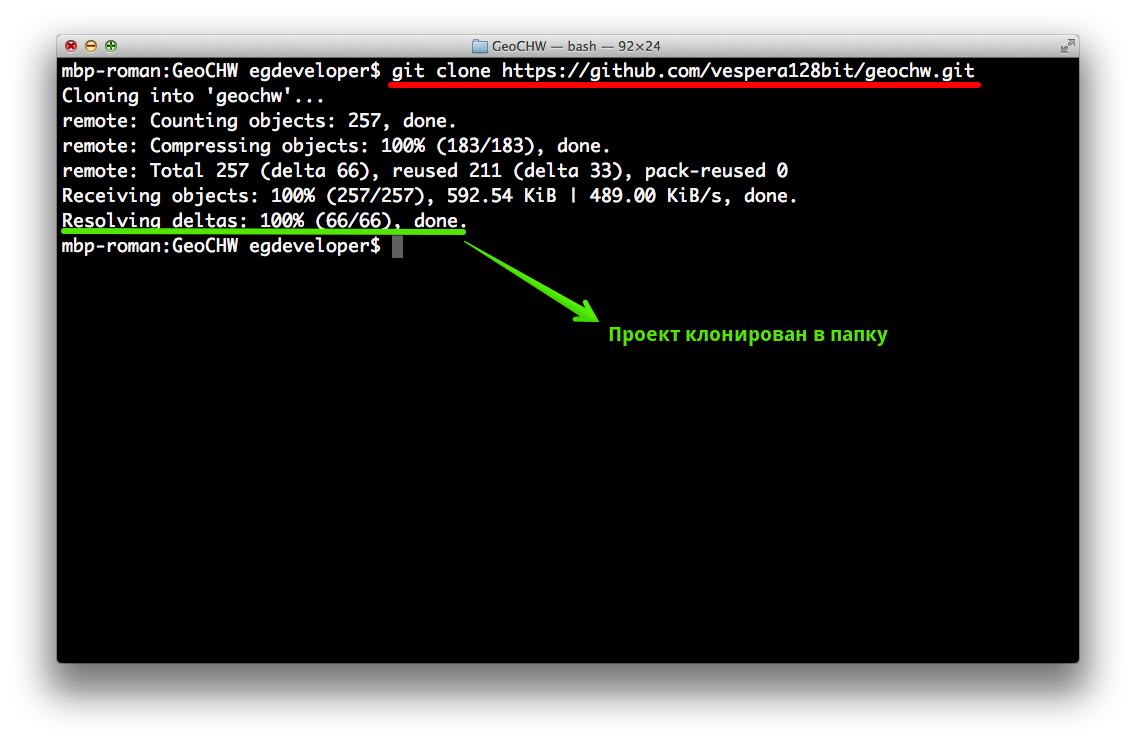 GeoCHW — bash — 92×24
mbp-roman:GeoCHW egdeveloper$ git clone https://github.com/vespera128bit/geochw.git
Cloning into 'geochw'...
remote: Counting objects: 257, done.
remote: Compressing objects: 100% (183/183), done.
remote: Total 257 (delta 66), reused 211 (delta 33), pack-reused 0
Receiving objects: 100% (257/257), 592.54 KiB | 489.00 KiB/s, done.
Resolving deltas: 100% (66/66), done.
mbp-roman:GeoCHW egdeveloper$
Проект клонирован в папку